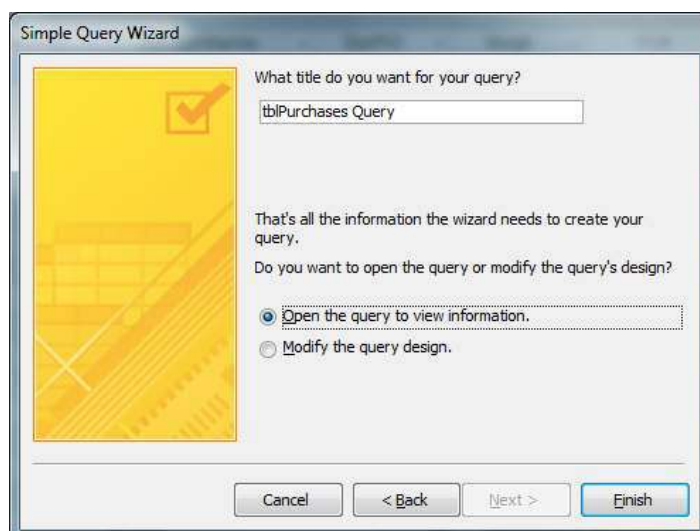 Simple Query Wizard
What title do you want for your query?
tblPurchases Query
That's all the information the wizard needs to create your
query.
Do you want to open the query or modify the query's design?
Open the query to view information.
Modify the query design.
Cancel
< Back
Next >
Finish